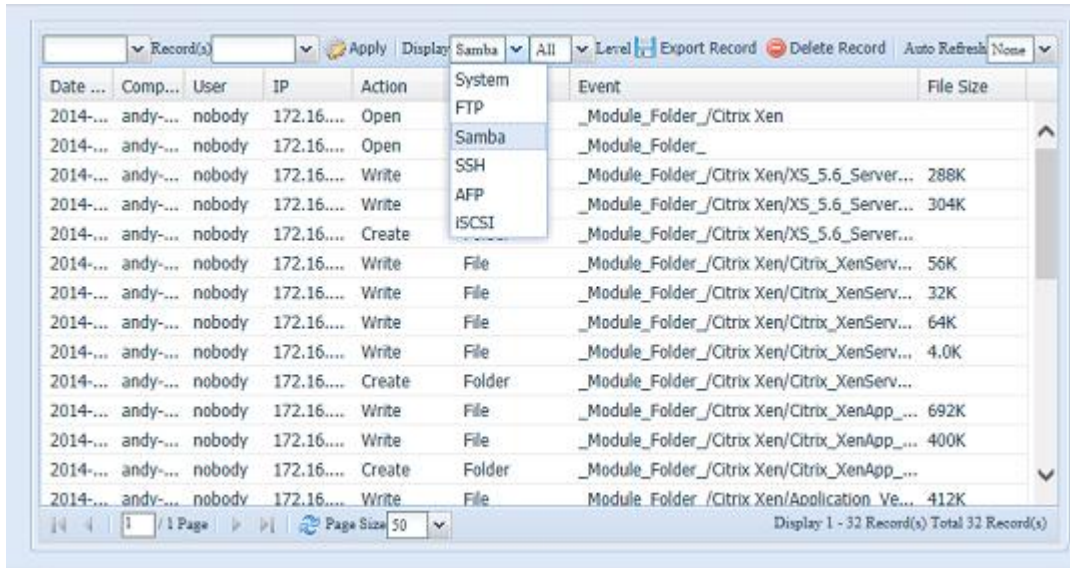 Record(s) Apply Display Samba All Level Export Record Delete Record Auto Refresh None
Date ... Comp... User IP Action Event File Size
System
FTP
Samba
SSH
AFP
iSCSI
2014-... andy-... nobody 172.16.... Open _Module_Folder_/Citrix Xen
2014-... andy-... nobody 172.16.... Open _Module_Folder_
2014-... andy-... nobody 172.16.... Write _Module_Folder_/Citrix Xen/XS_5.6_Server... 288K
2014-... andy-... nobody 172.16.... Write _Module_Folder_/Citrix Xen/XS_5.6_Server... 304K
2014-... andy-... nobody 172.16.... Create _Module_Folder_/Citrix Xen/XS_5.6_Server...
2014-... andy-... nobody 172.16.... Write File _Module_Folder_/Citrix Xen/Citrix_XenServ... 56K
2014-... andy-... nobody 172.16.... Write File _Module_Folder_/Citrix Xen/Citrix_XenServ... 32K
2014-... andy-... nobody 172.16.... Write File _Module_Folder_/Citrix Xen/Citrix_XenServ... 64K
2014-... andy-... nobody 172.16.... Write File _Module_Folder_/Citrix Xen/Citrix_XenServ... 4.0K
2014-... andy-... nobody 172.16.... Create Folder _Module_Folder_/Citrix Xen/Citrix_XenServ...
2014-... andy-... nobody 172.16.... Write File _Module_Folder_/Citrix Xen/Citrix_XenApp_... 692K
2014-... andy-... nobody 172.16.... Write File _Module_Folder_/Citrix Xen/Citrix_XenApp_... 400K
2014-... andy-... nobody 172.16.... Create Folder _Module_Folder_/Citrix Xen/Citrix_XenApp_...
2014-... andy-... nobody 172.16.... Write File _Module_Folder_/Citrix Xen/Application_Ve... 412K
1 / 1 Page Page Size 50 Display 1 - 32 Record(s) Total 32 Record(s)